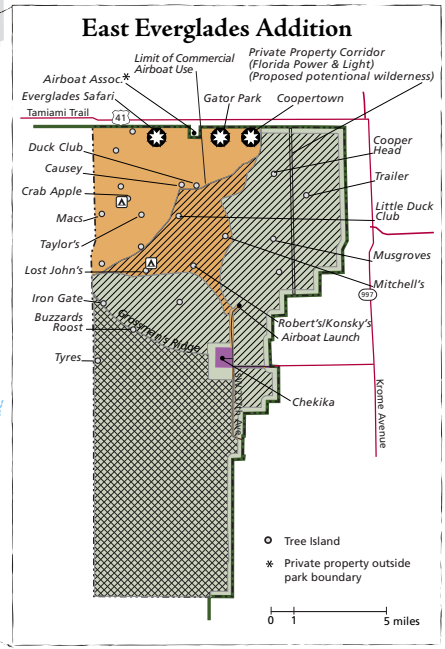 East Everglades Addition
Limit of Commercial
Airboat Use
Private Property Corridor
(Florida Power & Light)
(Proposed potentional wilderness)
Airboat Assoc.*
Everglades Safari
Gator Park
Coopertown
Tamiami Trail
41
Duck Club
Causey
Crab Apple
Macs
Taylor's
Lost John's
Iron Gate
Buzzards
Roost
Tyres
Grossman's Ridge
Cooper
Head
Trailer
Little Duck
Club
Musgroves
Mitchell's
997
Robert's/Konsky's
Airboat Launch
Chekika
Krome Avenue
Tree Island
* Private property outside
park boundary
0 1 5 miles